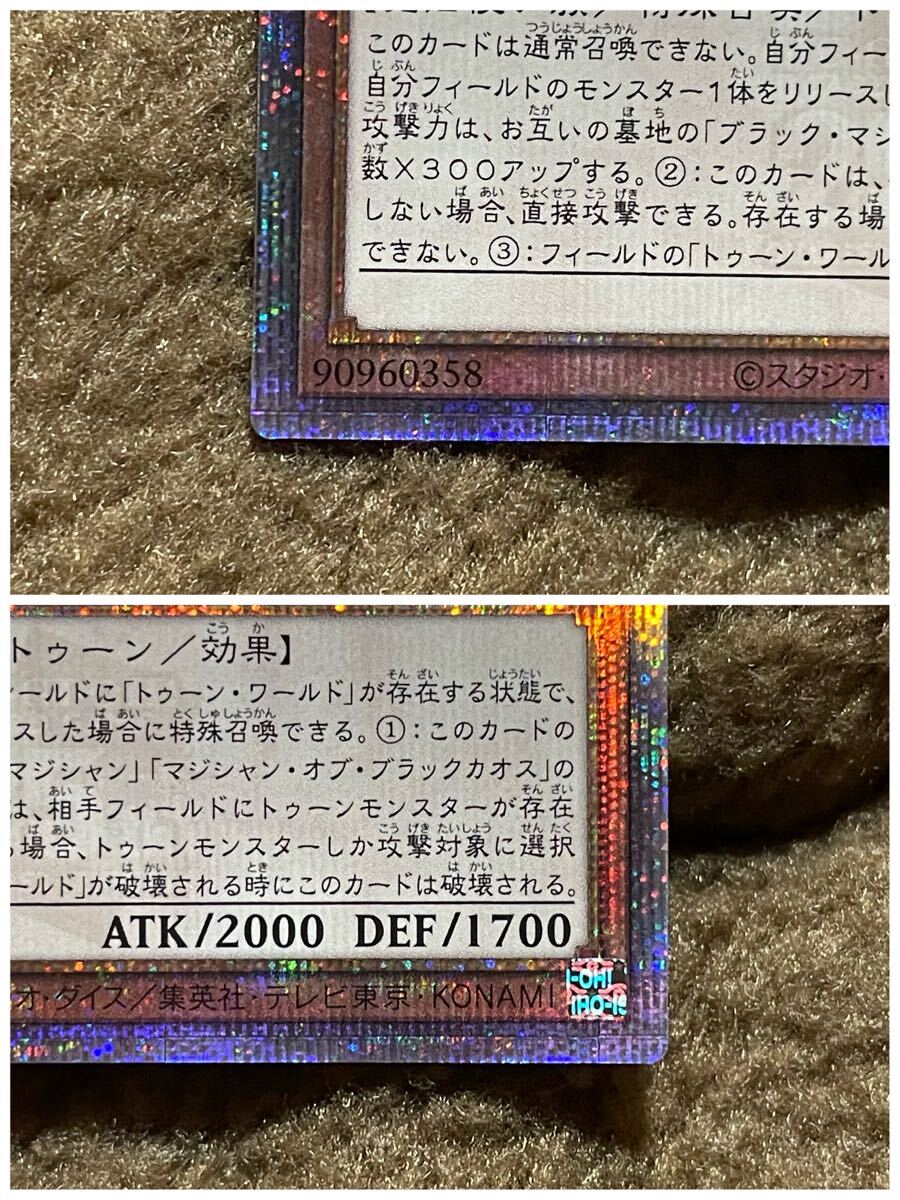 このカードは通常召喚できない。自分フィー
自分フィールドのモンスター1体をリリースし
攻撃力は、お互いの墓地の「ブラック・マジ
数×300アップする。②:このカードは、
しない場合、直接攻撃できる。存在する場
できない。③:フィールドの「トゥーン・ワール
90960358
©スタジオ・
トゥーン/効果】
ィールドに「トゥーン・ワールド」が存在する状態で、
スした場合に特殊召喚できる。①:このカードの
マジシャン」「マジシャン・オブ・ブラックカオス」の
は、相手フィールドにトゥーンモンスターが存在
る場合、トゥーンモンスターしか攻撃対象に選択
ールド」が破壊される時にこのカードは破壊される。
ATK/2000 DEF/1700
オ・ダイス/集英社・テレビ東京・KONAMI